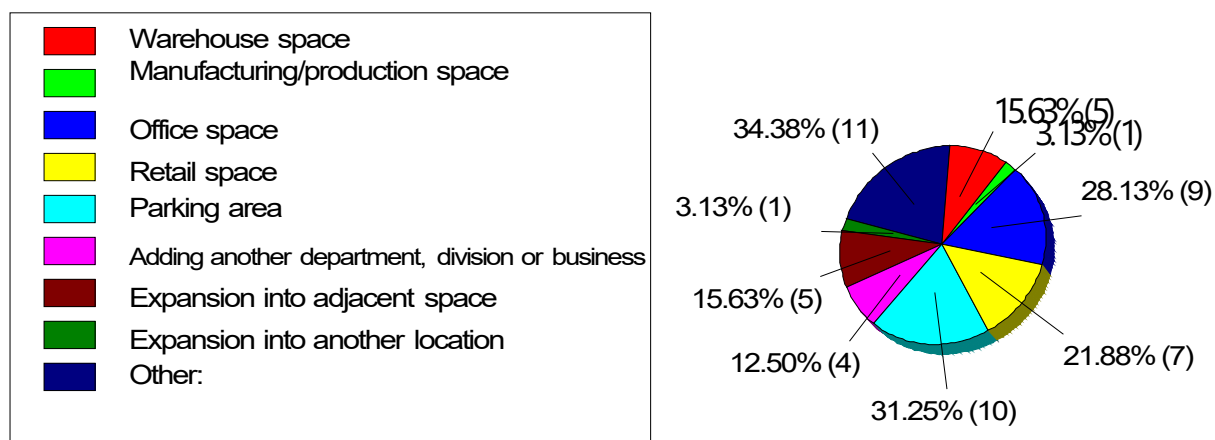 Warehouse space
Manufacturing/production space
Office space
Retail space
Parking area
Adding another department, division or business
Expansion into adjacent space
Expansion into another location
Other:
15.63% (5)
3.13% (1)
34.38% (11)
28.13% (9)
3.13% (1)
15.63% (5)
12.50% (4)
21.88% (7)
31.25% (10)